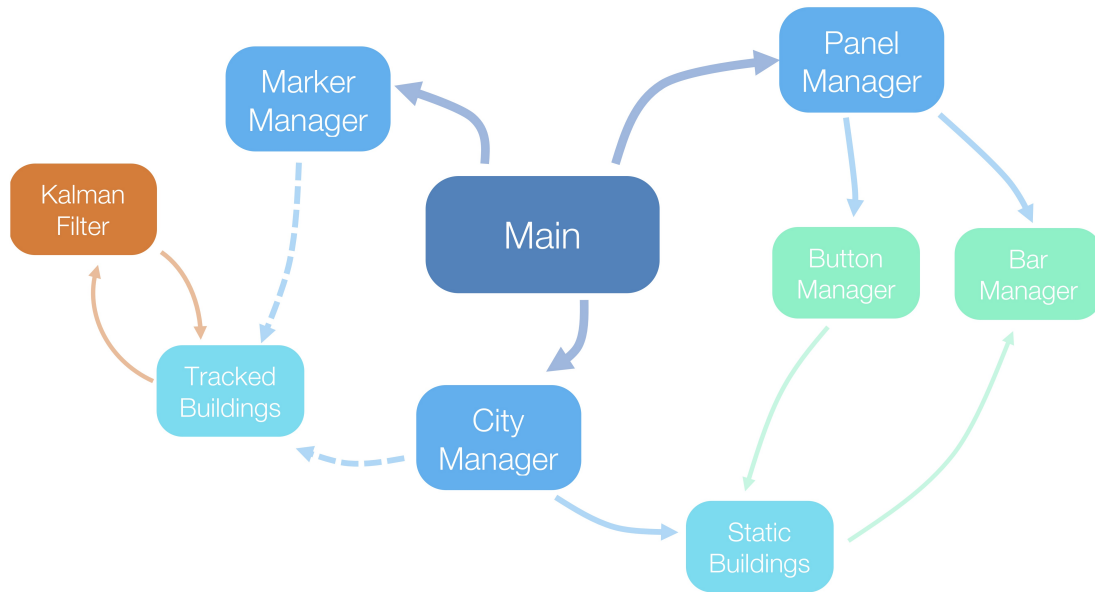 Panel
Manager
Marker
Manager
Kalman
Filter
Main
Button
Manager
Bar
Manager
Tracked
Buildings
City
Manager
Static
Buildings